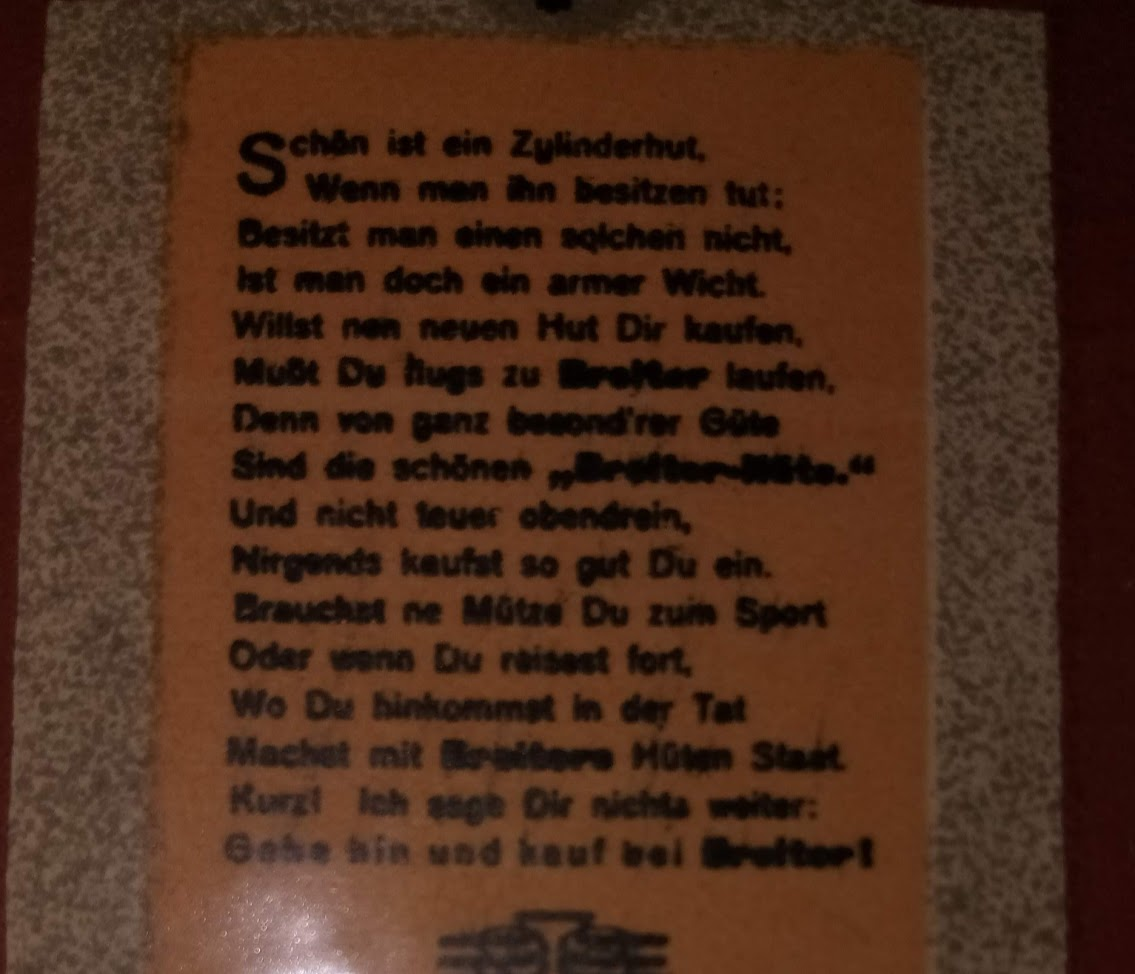 Schön ist ein Zylinderhut,
Wenn man ihn besitzen tut;
Besitzt man einen solchen nicht,
Ist man doch ein armer Wicht.
Willst nen neuen Hut Dir kaufen,
Mußt Du flugs zu Breiter laufen,
Denn von ganz besond'rer Güte
Sind die schönen „Breiter-Hüte.“
Und nicht teuer obendrein,
Nirgends kaufst so gut Du ein.
Brauchst ne Mütze Du zum Sport
Oder wenn Du reisest fort,
Wo Du hinkommst in der Tat
Machst mit Breiters Hüten Staat.
Kurz! Ich sage Dir nichts weiter:
Gehe hin und kauf bei Breiter!